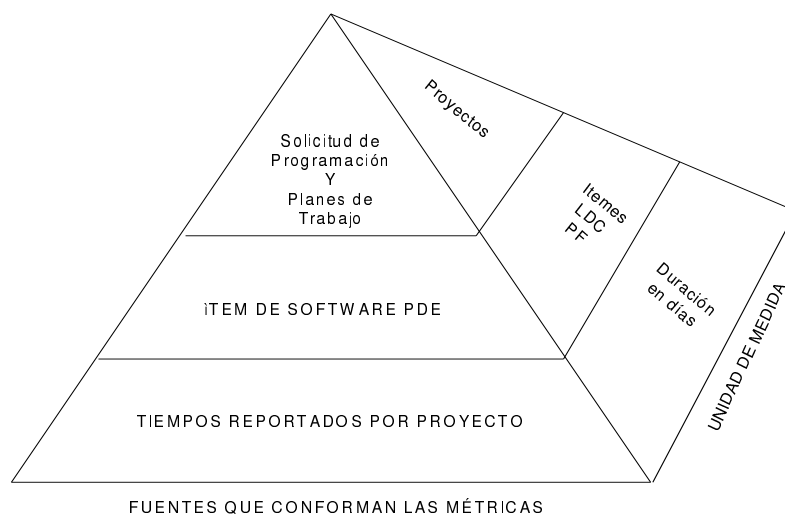 Proyectos
Solicitud de
Programación
Y
Planes de
Trabajo
Itemes
LDC
PF
Duración
en días
ìTEM DE SOFTWARE PDE
UNIDAD DE MEDIDA
TIEMPOS REPORTADOS POR PROYECTO
FUENTES QUE CONFORMAN LAS MÉTRICAS